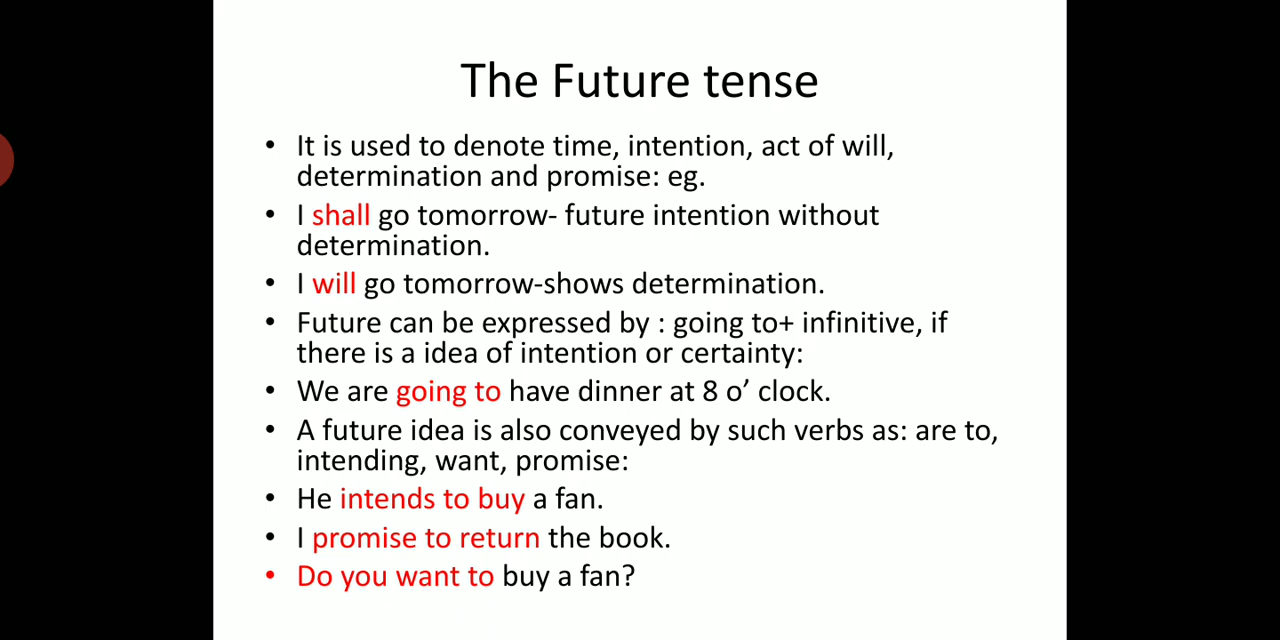 The Future tense
• It is used to denote time, intention, act of will,
determination and promise: eg.
• I shall go tomorrow- future intention without
determination.
• I will go tomorrow-shows determination.
• Future can be expressed by : going to+ infinitive, if
there is a idea of intention or certainty:
• We are going to have dinner at 8 o’ clock.
• A future idea is also conveyed by such verbs as: are to,
intending, want, promise:
• He intends to buy a fan.
• I promise to return the book.
• Do you want to buy a fan?